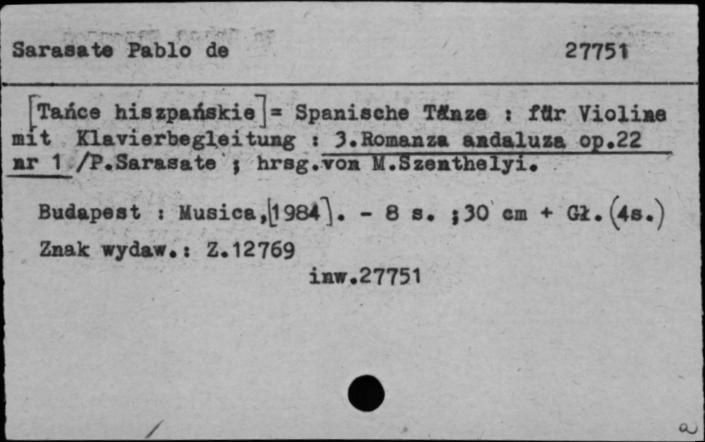 Sarasate Pablo de 27751
[Tańce hiszpańskie]= Spanische Tänze : für Violine
mit Klavierbegleitung : 3.Romanza andaluza op.22
nr 1 /P.Sarasate ; hrsg.von M.Szenthelyi.
Budapest : Musica,[1984]. - 8 s. ;30 cm + Gł.(4s.)
Znak wydaw.: Z.12769
inw.27751
a